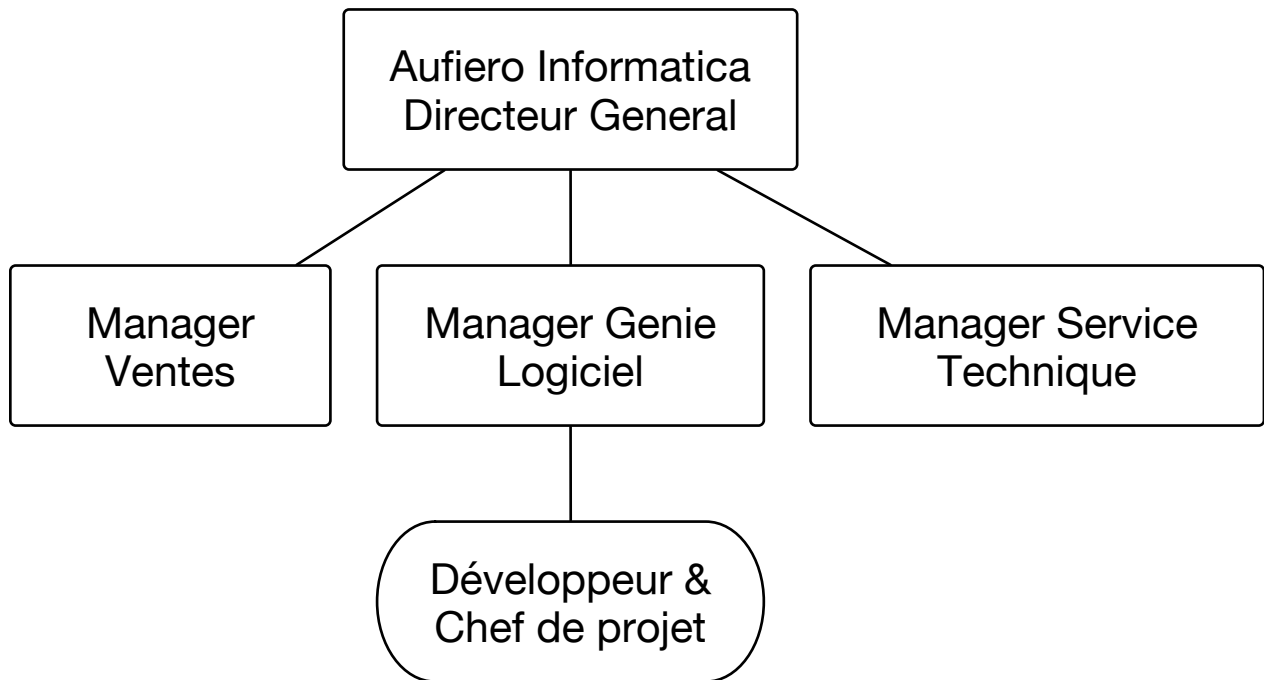 Aufiero Informatica
Directeur General
Manager
Ventes
Manager Genie
Logiciel
Manager Service
Technique
Développeur &
Chef de projet